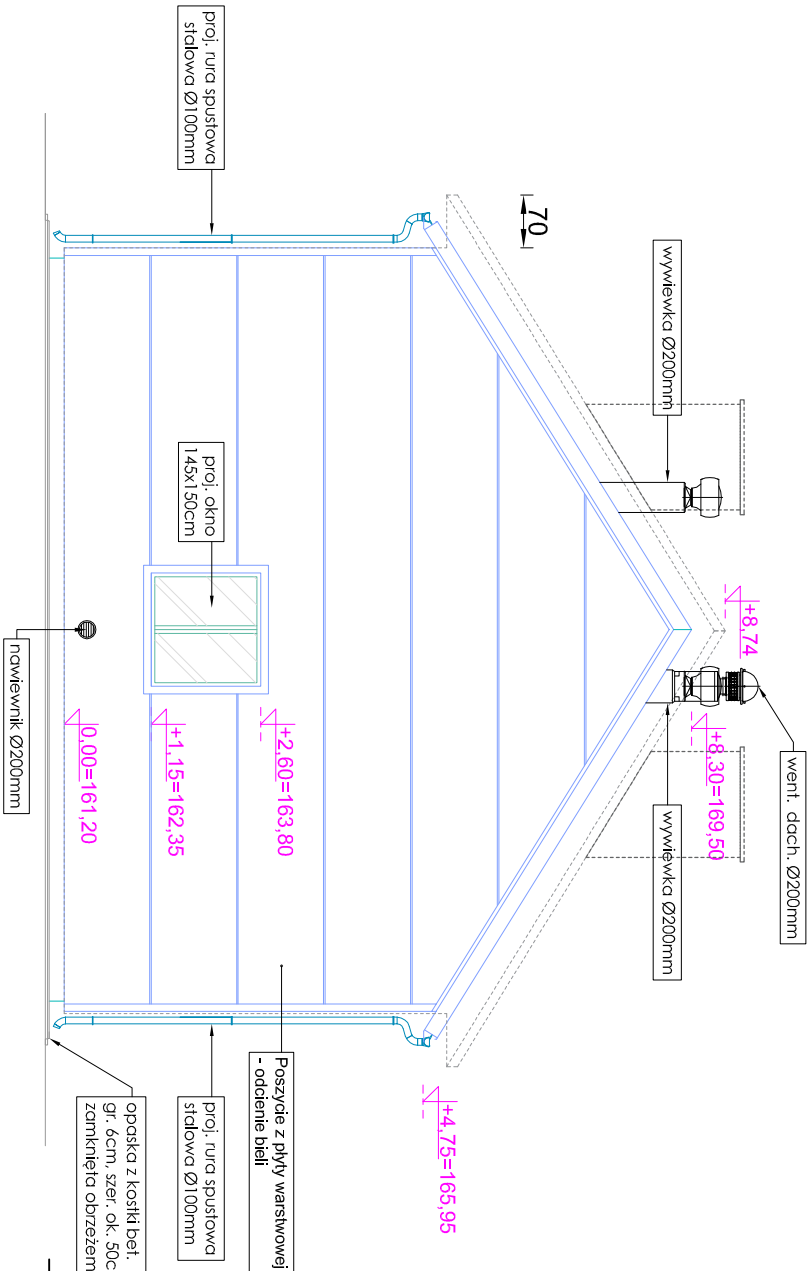 went. dach. Ø200mm
+8,74
+8,30=169,50
wywiewka Ø200mm
wywiewka Ø200mm
70
+4,75=165,95
Poszycie z płyty warstwowej
- odcienie bieli
+2,60=163,80
proj. okno
145x150cm
proj. rura spustowa
stalowa Ø100mm
proj. rura spustowa
stalowa Ø100mm
+1,15=162,35
0,00=161,20
opaska z kostki bet.
gr. 6cm, szer. ok. 50c
zamknięta obrzeżem
nawiewnik Ø200mm